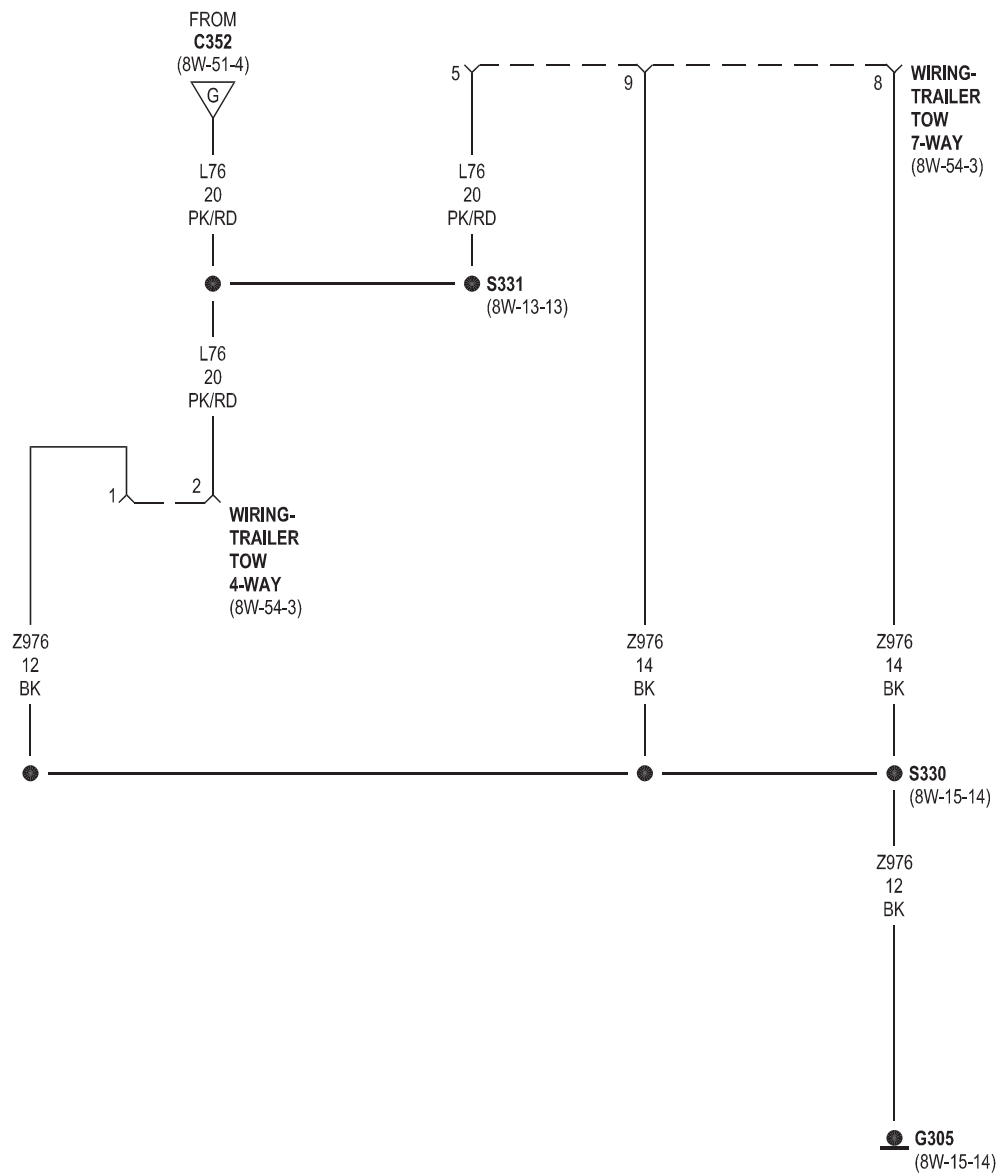 FROM
C352
(8W-51-4)
G
5
9
8
WIRING-
TRAILER
TOW
7-WAY
(8W-54-3)
L76
20
PK/RD
L76
20
PK/RD
S331
(8W-13-13)
L76
20
PK/RD
1
2
WIRING-
TRAILER
TOW
4-WAY
(8W-54-3)
Z976
12
BK
Z976
14
BK
Z976
14
BK
S330
(8W-15-14)
Z976
12
BK
G305
(8W-15-14)